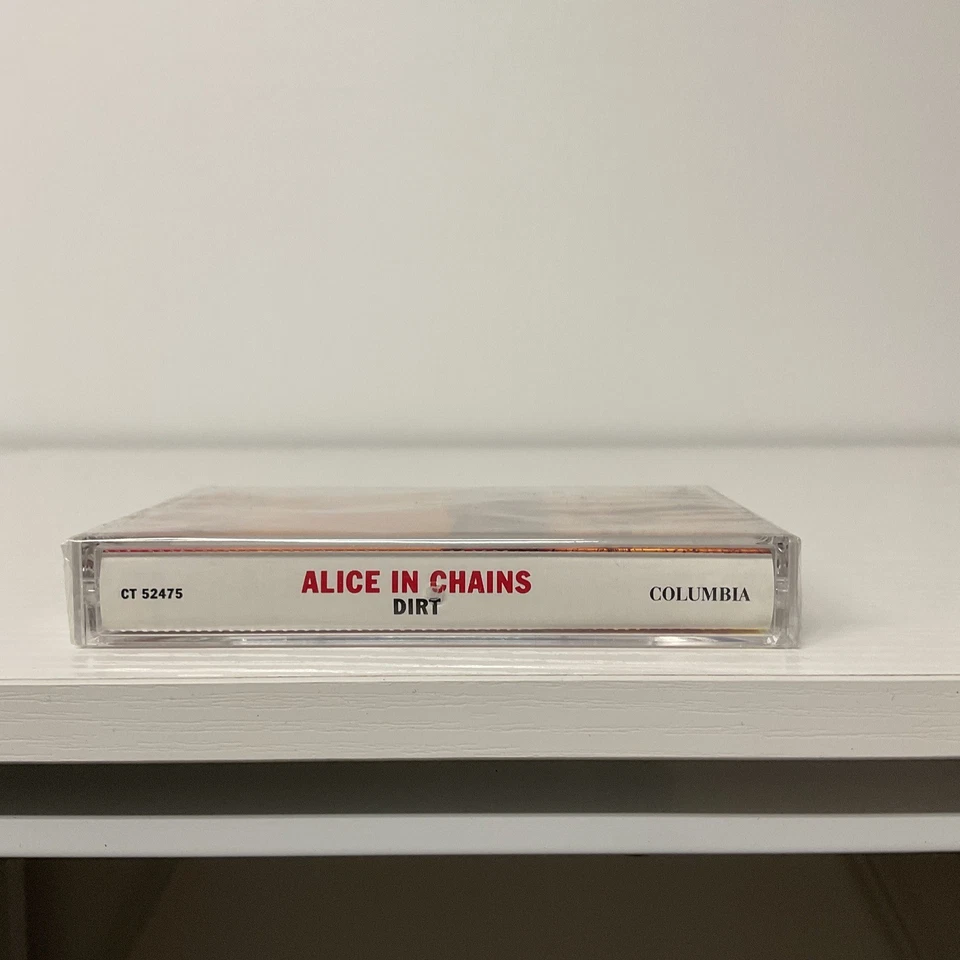 CT 52475
ALICE IN CHAINS
DIRT
COLUMBIA